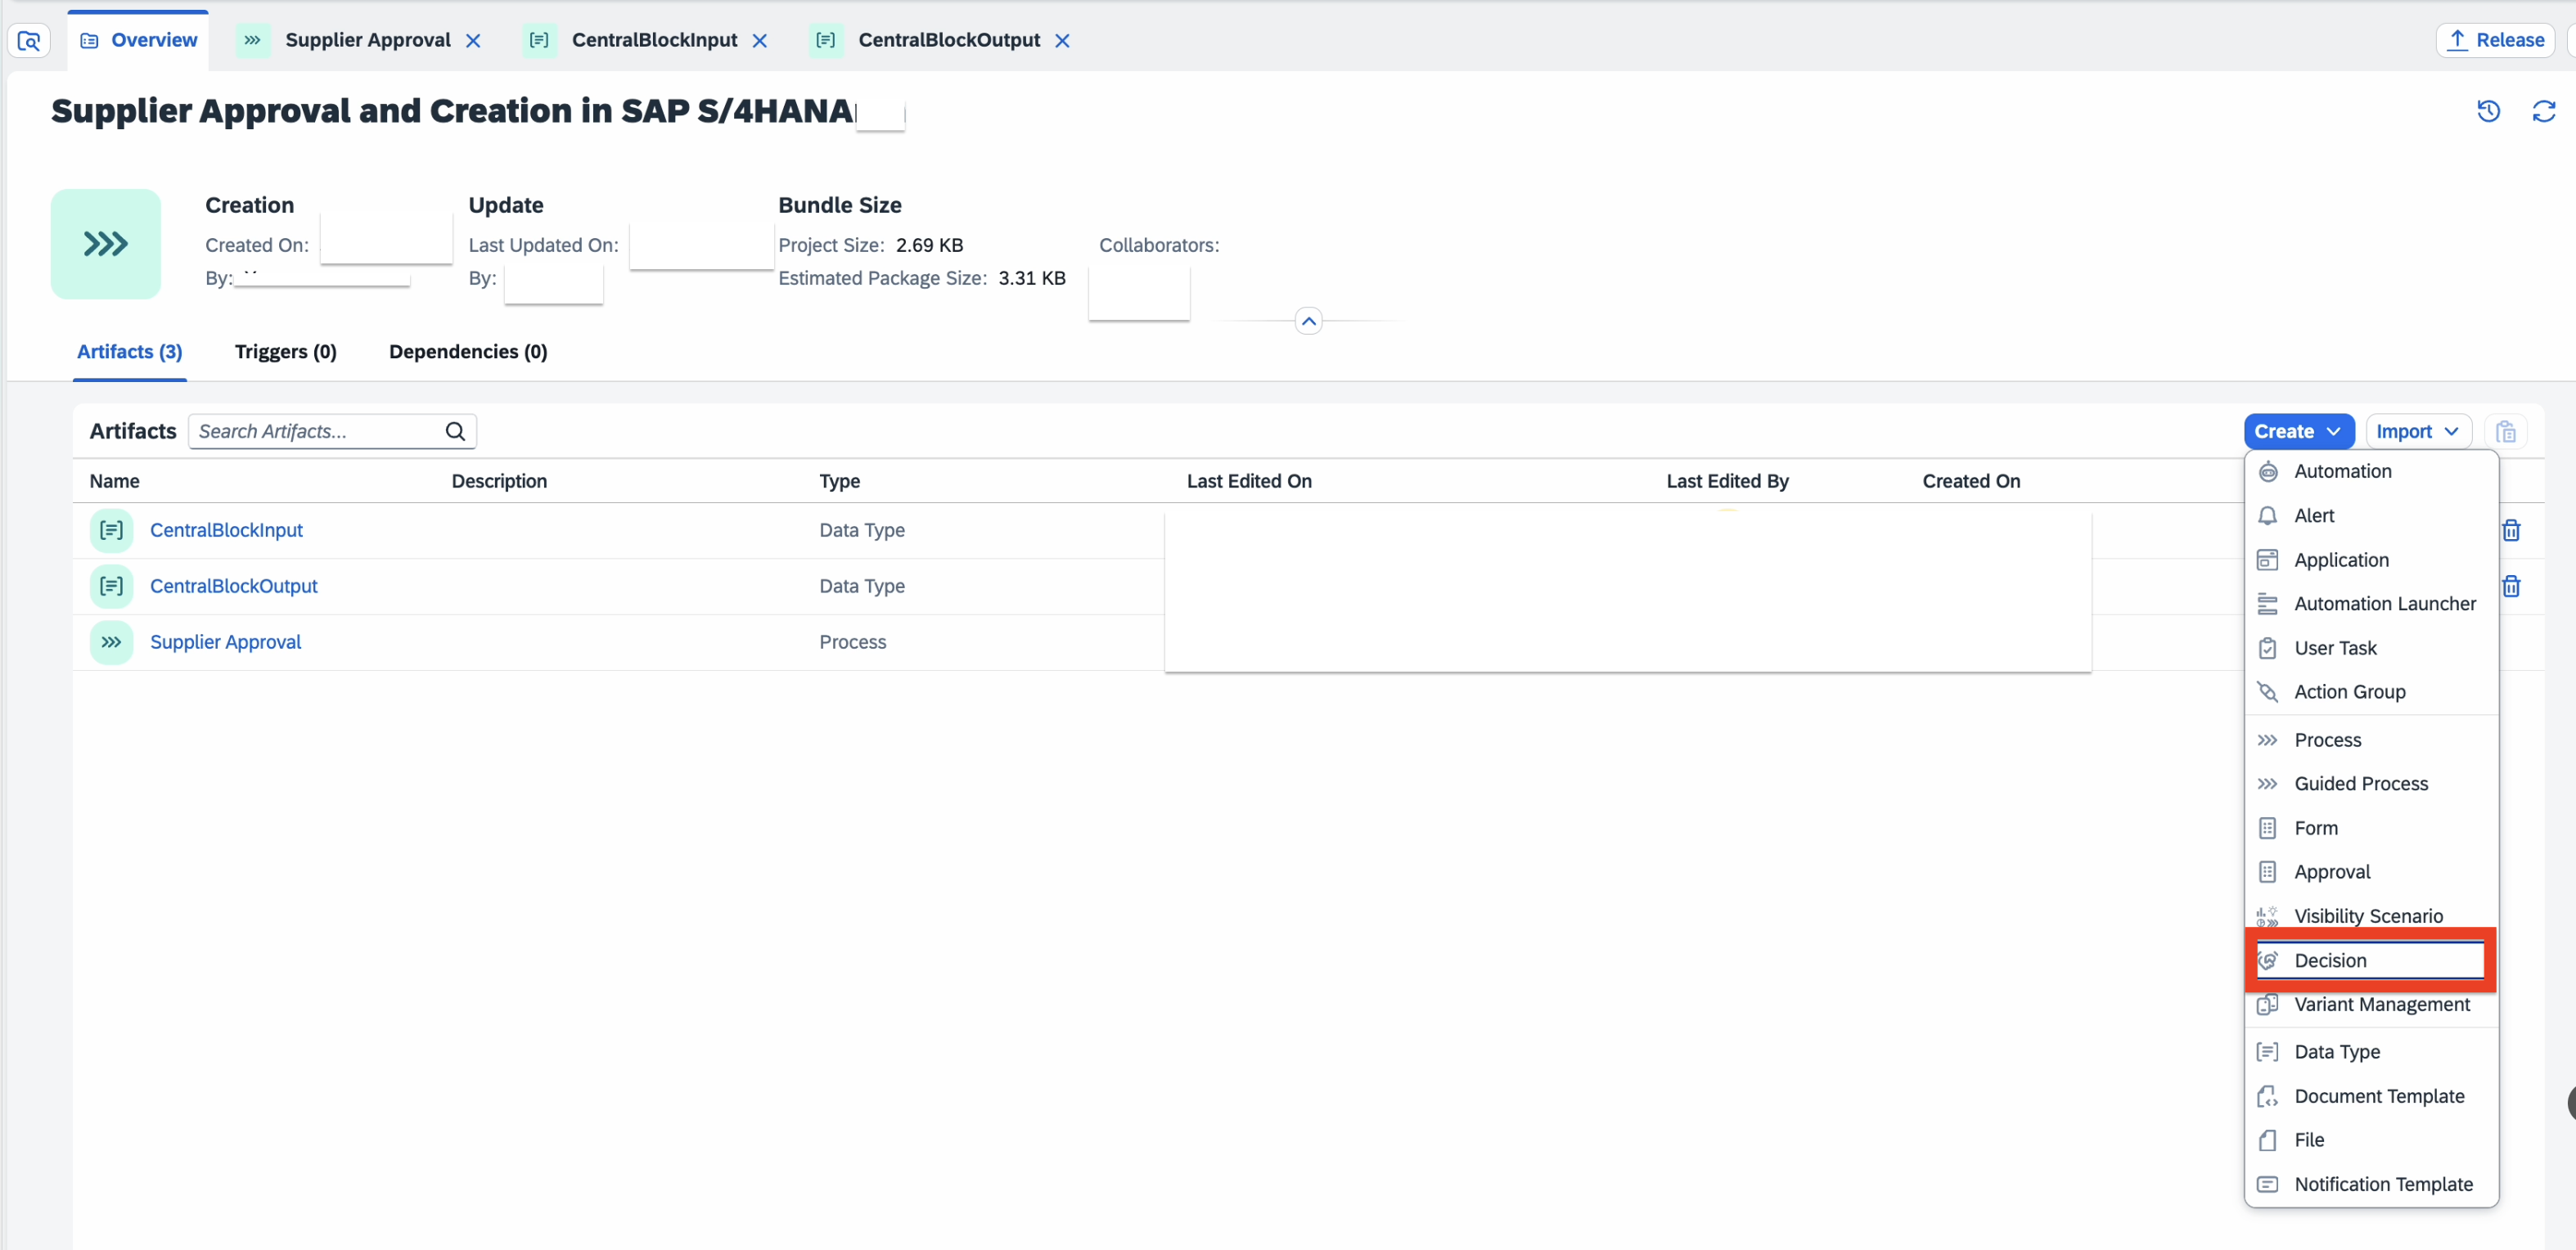 Overview Supplier Approval CentralBlockInput CentralBlockOutput Release
Supplier Approval and Creation in SAP S/4HANA
Creation Update Bundle Size
Created On: Last Updated On: Project Size: 2.69 KB Collaborators:
By: By: Estimated Package Size: 3.31 KB
Artifacts (3) Triggers (0) Dependencies (0)
Artifacts Search Artifacts... Create Import
Name Description Type Last Edited On Last Edited By Created On
CentralBlockInput Data Type
CentralBlockOutput Data Type
Supplier Approval Process
Automation
Alert
Application
Automation Launcher
User Task
Action Group
Process
Guided Process
Form
Approval
Visibility Scenario
Decision
Variant Management
Data Type
Document Template
File
Notification Template